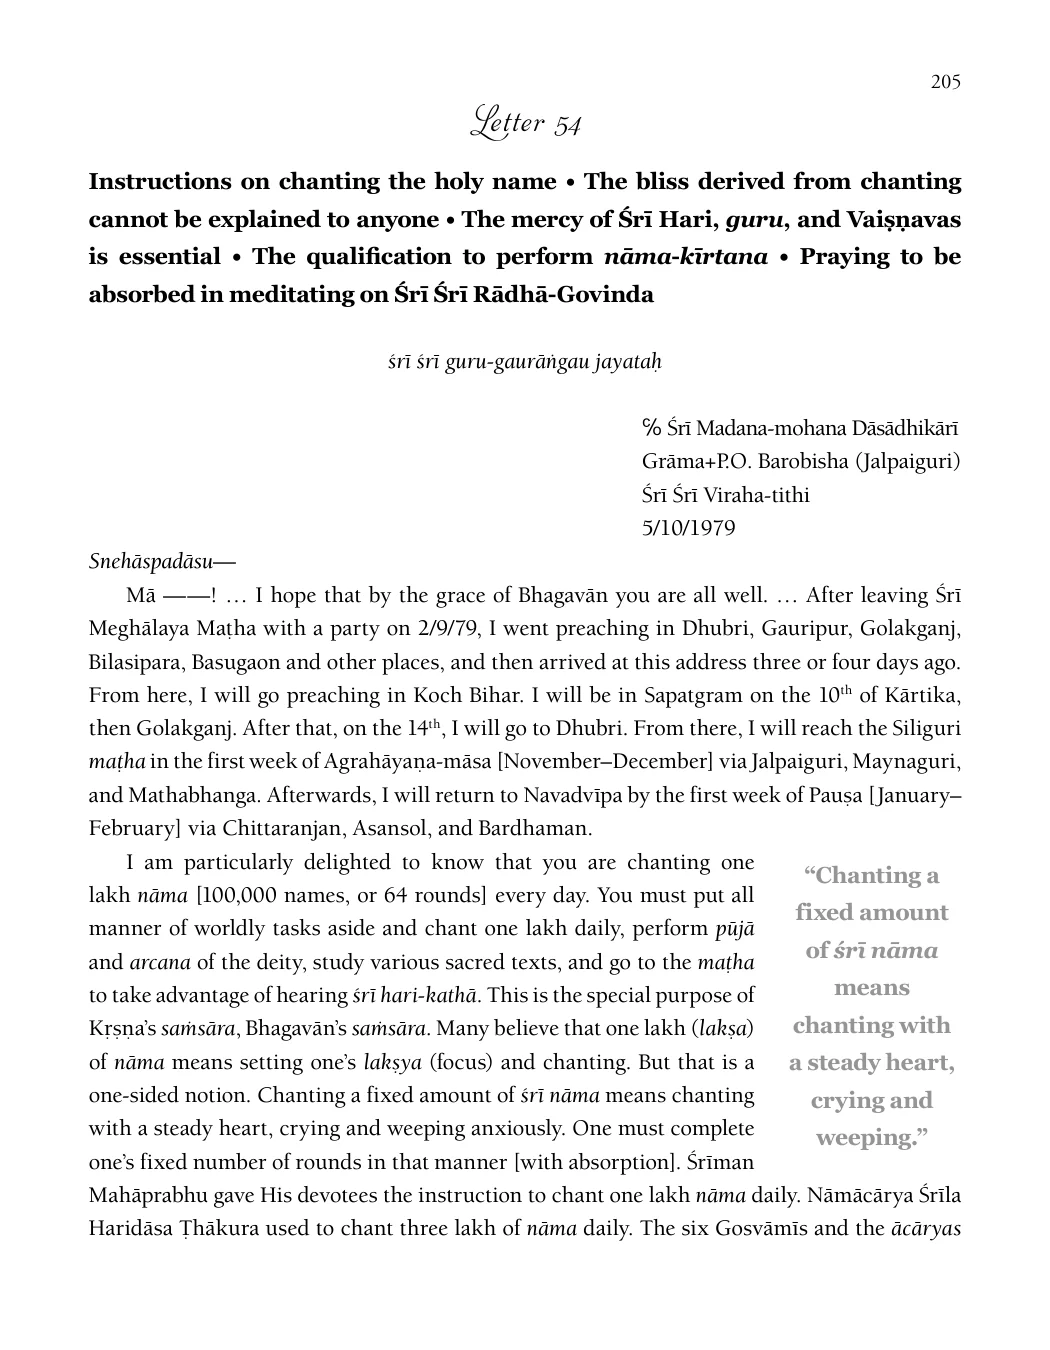 205
Letter 54
Instructions on chanting the holy name • The bliss derived from chanting
cannot be explained to anyone • The mercy of Śrī Hari, guru, and Vaiṣṇavas
is essential • The qualification to perform nāma-kīrtana • Praying to be
absorbed in meditating on Śrī Śrī Rādhā-Govinda
śrī śrī guru-gaurāṅgau jayataḥ
℅ Śrī Madana-mohana Dāsādhikārī
Grāma+P.O. Barobisha (Jalpaiguri)
Śrī Śrī Viraha-tithi
5/10/1979
Snehāspadāsu—
Mā ——! … I hope that by the grace of Bhagavān you are all well. … After leaving Śrī
Meghālaya Maṭha with a party on 2/9/79, I went preaching in Dhubri, Gauripur, Golakganj,
Bilasipara, Basugaon and other places, and then arrived at this address three or four days ago.
From here, I will go preaching in Koch Bihar. I will be in Sapatgram on the 10th of Kārtika,
then Golakganj. After that, on the 14th, I will go to Dhubri. From there, I will reach the Siliguri
maṭha in the first week of Agrahāyaṇa-māsa [November–December] via Jalpaiguri, Maynaguri,
and Mathabhanga. Afterwards, I will return to Navadvīpa by the first week of Pauṣa [January–
February] via Chittaranjan, Asansol, and Bardhaman.
I am particularly delighted to know that you are chanting one
lakh nāma [100,000 names, or 64 rounds] every day. You must put all
manner of worldly tasks aside and chant one lakh daily, perform pūjā
and arcana of the deity, study various sacred texts, and go to the maṭha
to take advantage of hearing śrī hari-kathā. This is the special purpose of
Kṛṣṇa’s saṁsāra, Bhagavān’s saṁsāra. Many believe that one lakh (lakṣa)
of nāma means setting one’s lakṣya (focus) and chanting. But that is a
one-sided notion. Chanting a fixed amount of śrī nāma means chanting
with a steady heart, crying and weeping anxiously. One must complete
one’s fixed number of rounds in that manner [with absorption]. Śrīman
Mahāprabhu gave His devotees the instruction to chant one lakh nāma daily. Nāmācārya Śrīla
Haridāsa Ṭhākura used to chant three lakh of nāma daily. The six Gosvāmīs and the ācāryas
“Chanting a
fixed amount
of śrī nāma
means
chanting with
a steady heart,
crying and
weeping.”